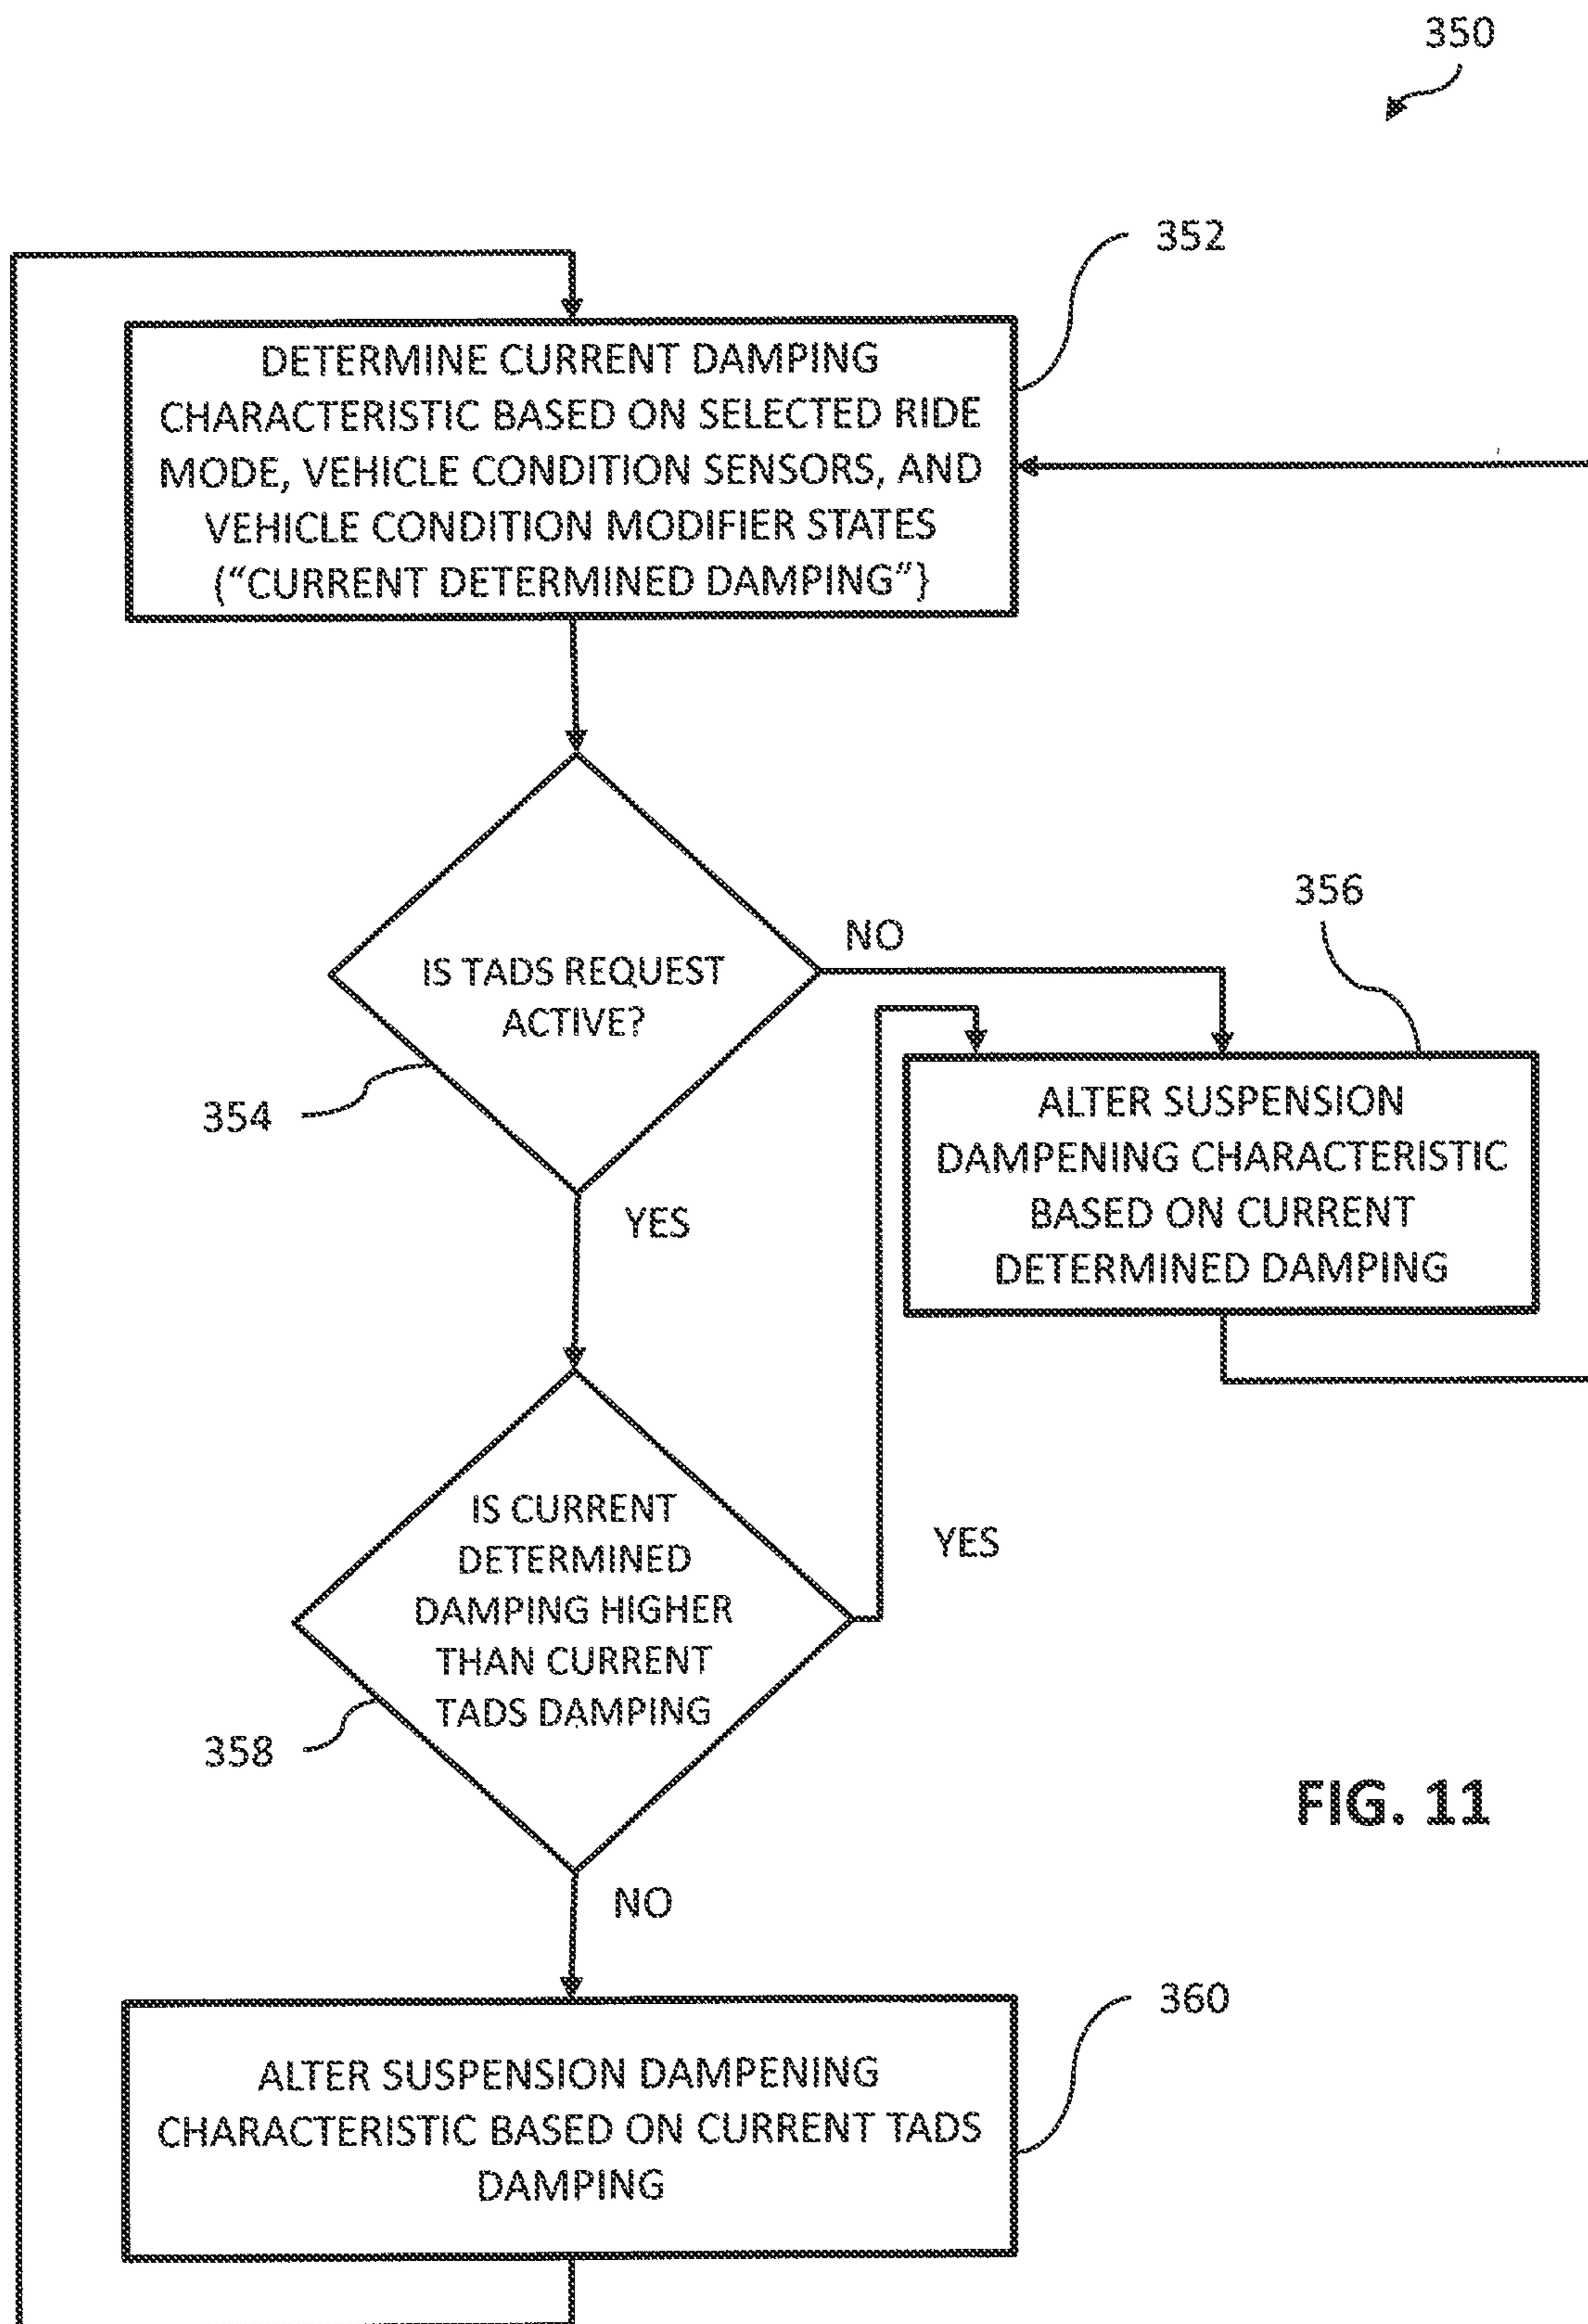 350
352
DETERMINE CURRENT DAMPING
CHARACTERISTIC BASED ON SELECTED RIDE
MODE, VEHICLE CONDITION SENSORS, AND
VEHICLE CONDITION MODIFIER STATES
(“CURRENT DETERMINED DAMPING”}
NO
356
IS TADS REQUEST
ACTIVE?
354
ALTER SUSPENSION
DAMPENING CHARACTERISTIC
BASED ON CURRENT
DETERMINED DAMPING
YES
IS CURRENT
DETERMINED
DAMPING HIGHER
THAN CURRENT
TADS DAMPING
YES
358
FIG. 11
NO
360
ALTER SUSPENSION DAMPENING
CHARACTERISTIC BASED ON CURRENT TADS
DAMPING